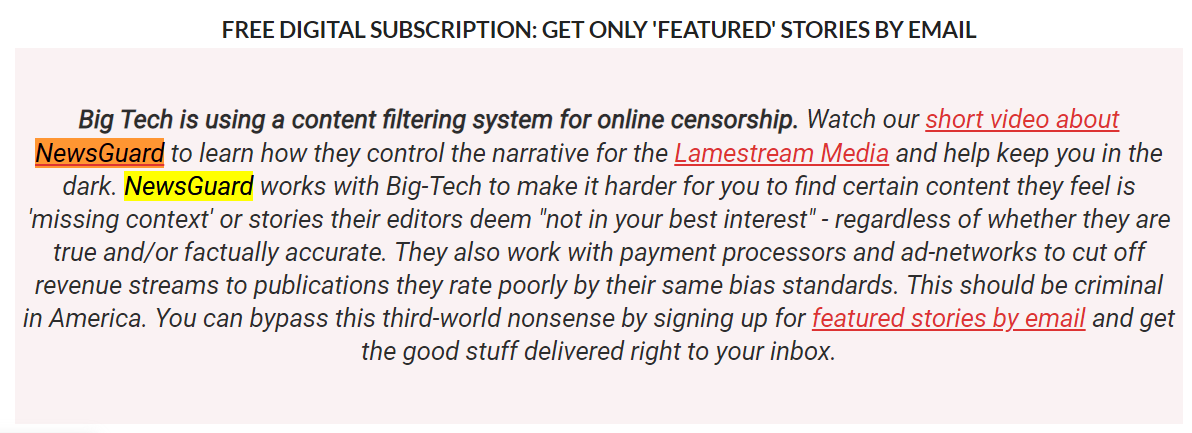 FREE DIGITAL SUBSCRIPTION: GET ONLY 'FEATURED' STORIES BY EMAIL
Big Tech is using a content filtering system for online censorship. Watch our short video about
NewsGuard to learn how they control the narrative for the Lamestream Media and help keep you in the
dark. NewsGuard works with Big-Tech to make it harder for you to find certain content they feel is
'missing context' or stories their editors deem "not in your best interest" - regardless of whether they are
true and/or factually accurate. They also work with payment processors and ad-networks to cut off
revenue streams to publications they rate poorly by their same bias standards. This should be criminal
in America. You can bypass this third-world nonsense by signing up for featured stories by email and get
the good stuff delivered right to your inbox.